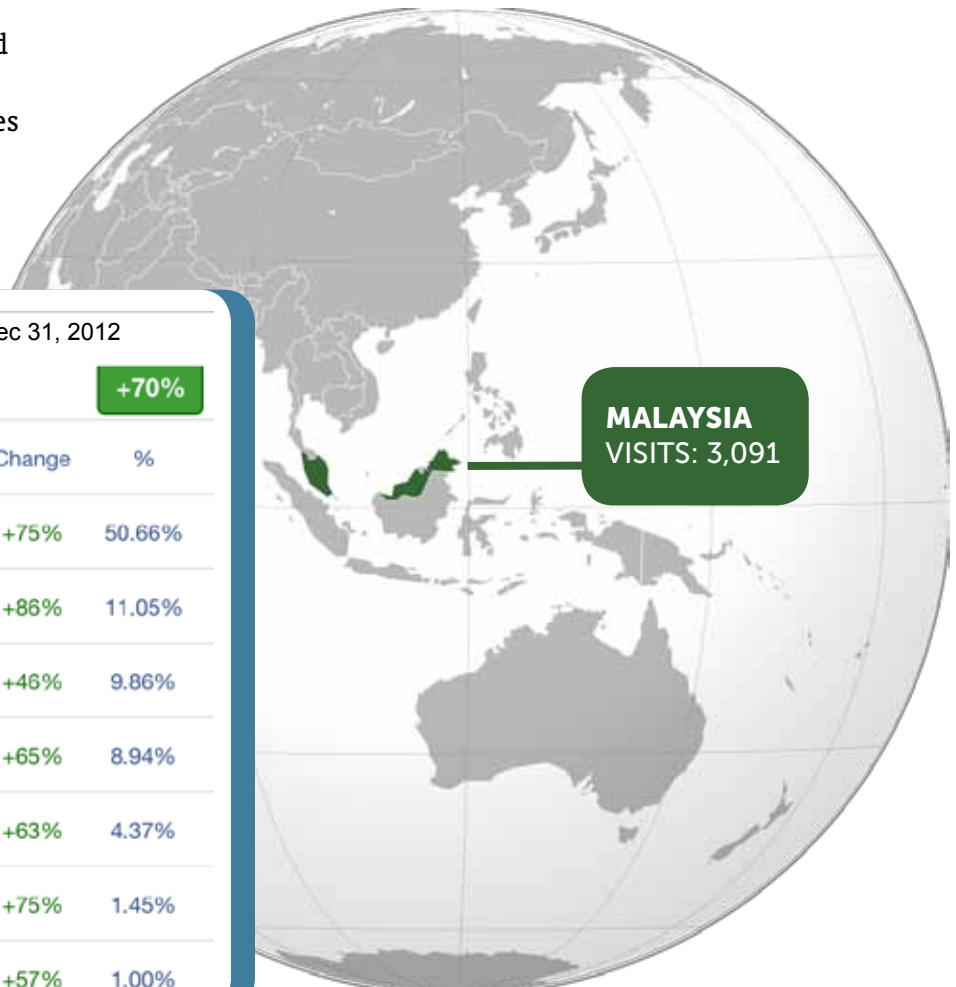 d
es
ec 31, 2012
+70%
Change %
+75% 50.66%
+86% 11.05%
+46% 9.86%
+65% 8.94%
+63% 4.37%
+75% 1.45%
+57% 1.00%
MALAYSIA
VISITS: 3,091